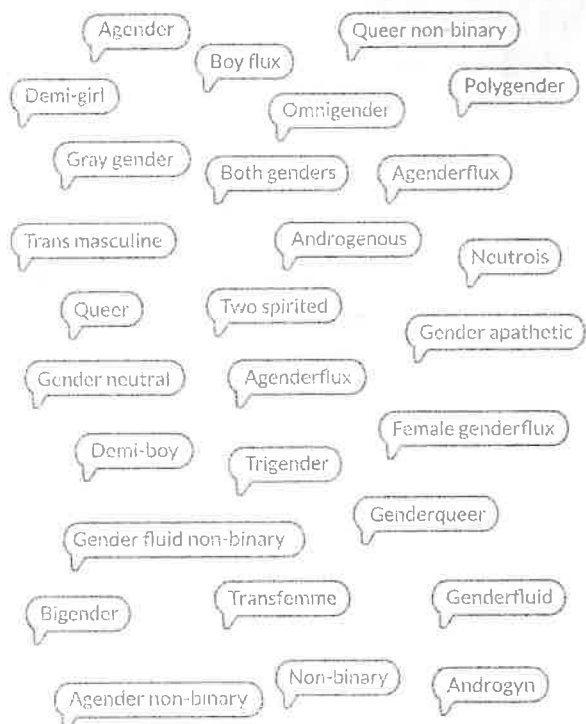 Agender
Queer non-binary
Boy flux
Demi-girl
Polygender
Omnigender
Gray gender
Both genders
Agenderflux
Trans masculine
Androgenous
Neutrois
Queer
Two spirited
Gender apathetic
Gender neutral
Agenderflux
Female genderflux
Demi-boy
Trigender
Genderqueer
Gender fluid non-binary
Bigender
Transfemme
Genderfluid
Non-binary
Agender non-binary
Androgyn